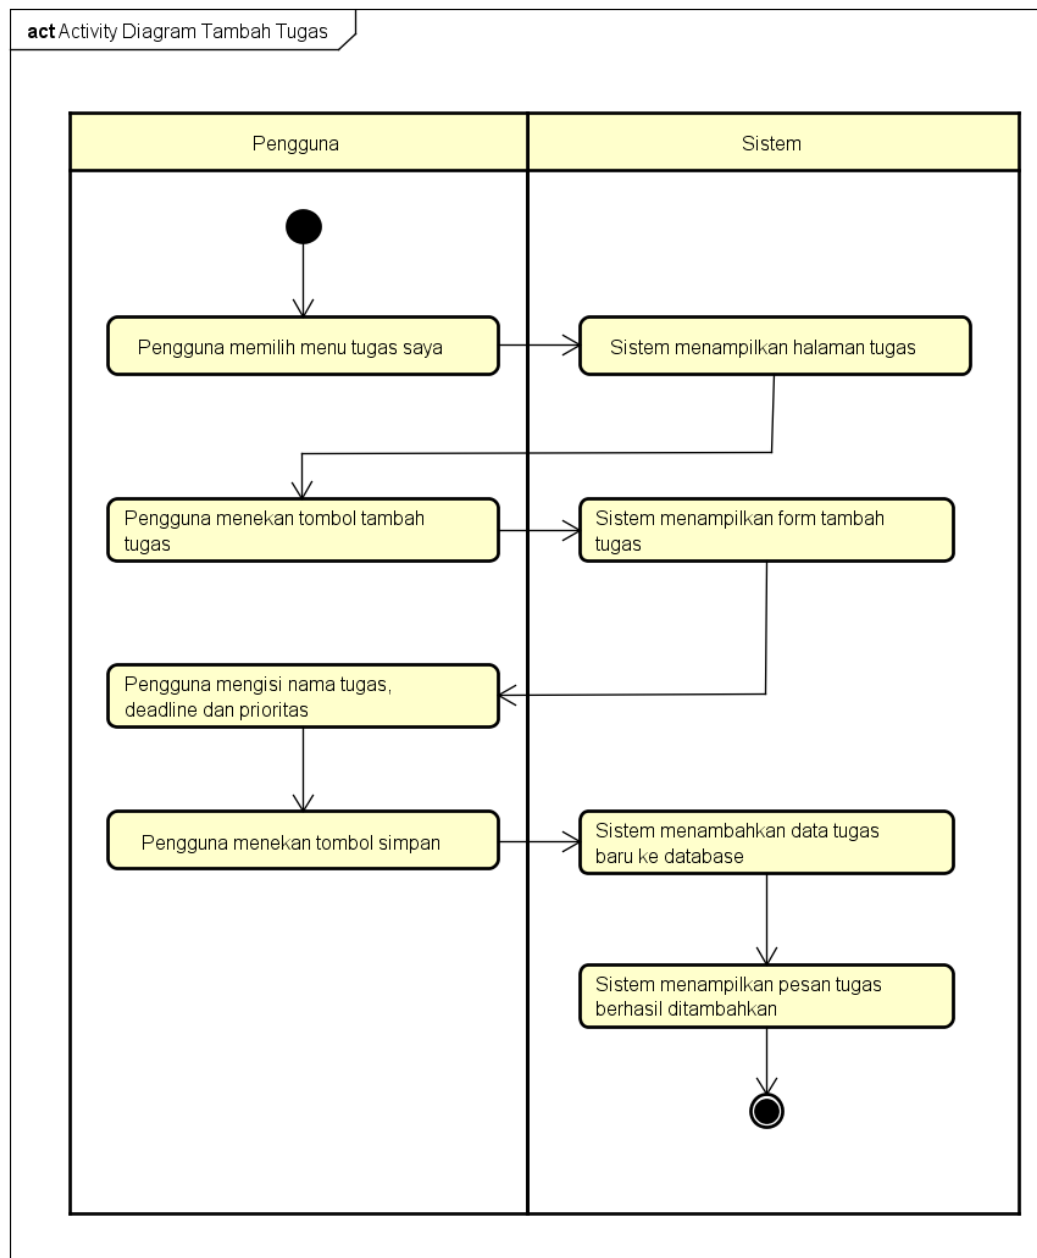 act Activity Diagram Tambah Tugas
Pengguna
Sistem
Pengguna memilih menu tugas saya
Sistem menampilkan halaman tugas
Pengguna menekan tombol tambah
tugas
Sistem menampilkan form tambah
tugas
Pengguna mengisi nama tugas,
deadline dan prioritas
Pengguna menekan tombol simpan
Sistem menambahkan data tugas
baru ke database
Sistem menampilkan pesan tugas
berhasil ditambahkan